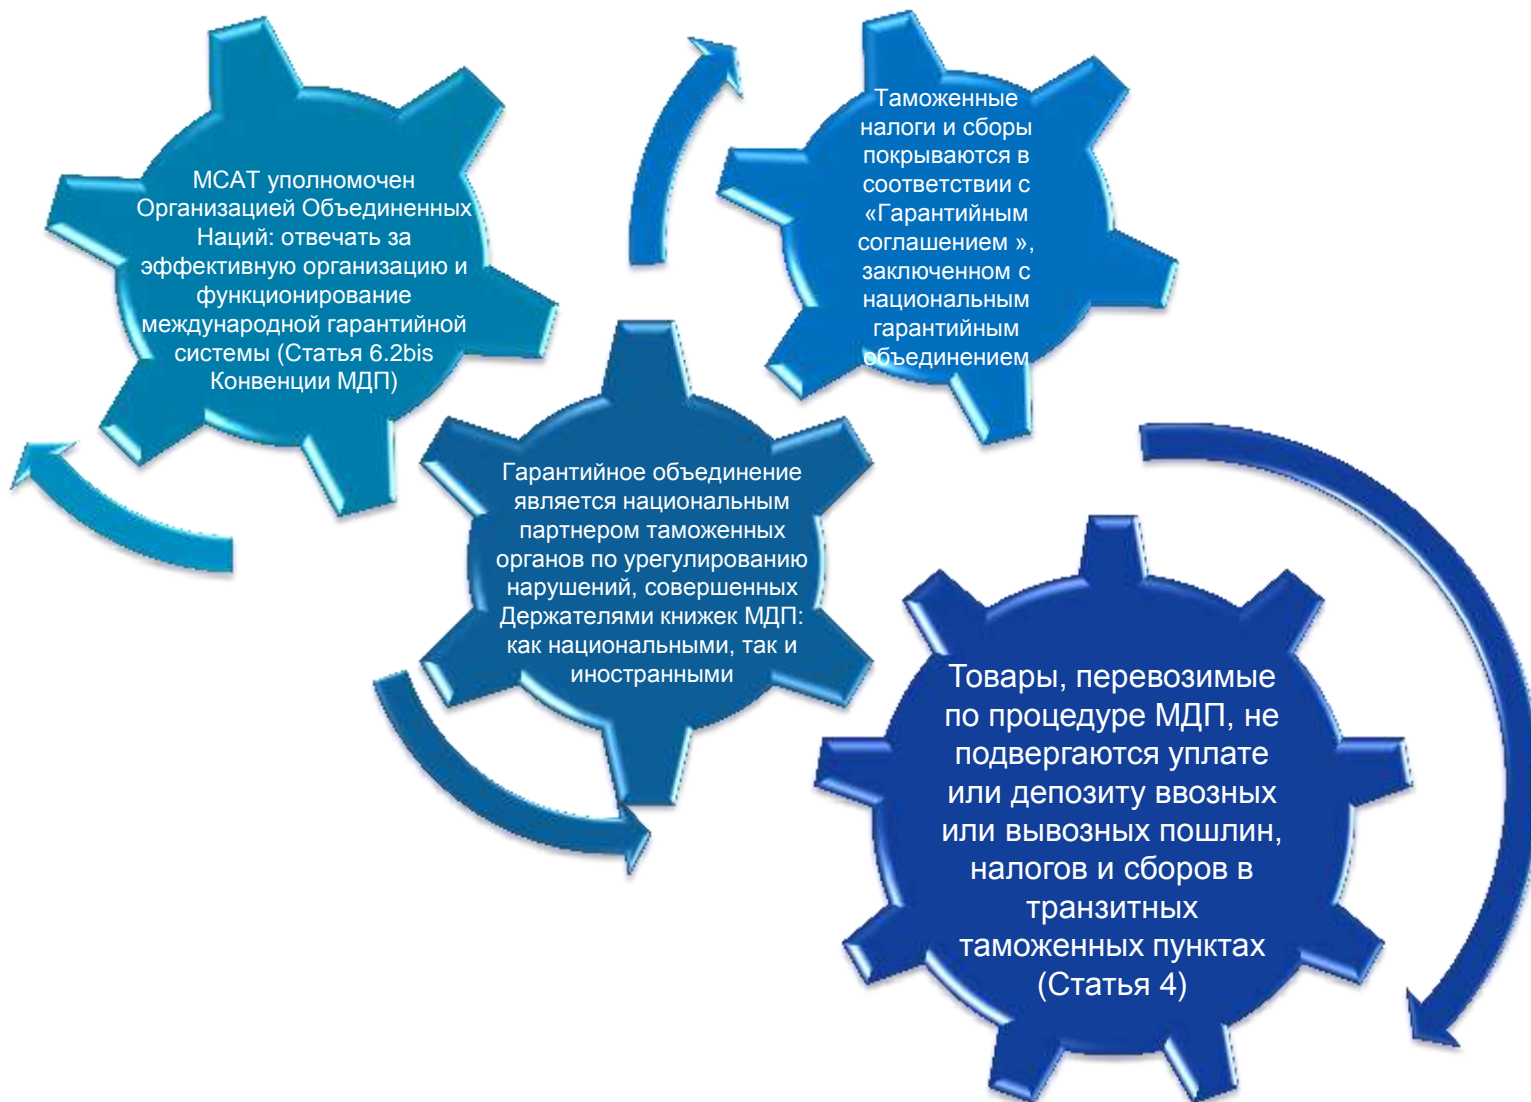 МСАТ уполномочен
Организацией Объединенных
Наций: отвечать за
эффективную организацию и
функционирование
международной гарантийной
системы (Статья 6.2bis
Конвенции МДП)
Таможенные
налоги и сборы
покрываются в
соответствии с
«Гарантийным
соглашением »,
заключенном с
национальным
гарантийным
объединением
Гарантийное объединение
является национальным
партнером таможенных
органов по урегулированию
нарушений, совершенных
Держателями книжек МДП:
как национальными, так и
иностранными
Товары, перевозимые
по процедуре МДП, не
подвергаются уплате
или депозиту ввозных
или вывозных пошлин,
налогов и сборов в
транзитных
таможенных пунктах
(Статья 4)